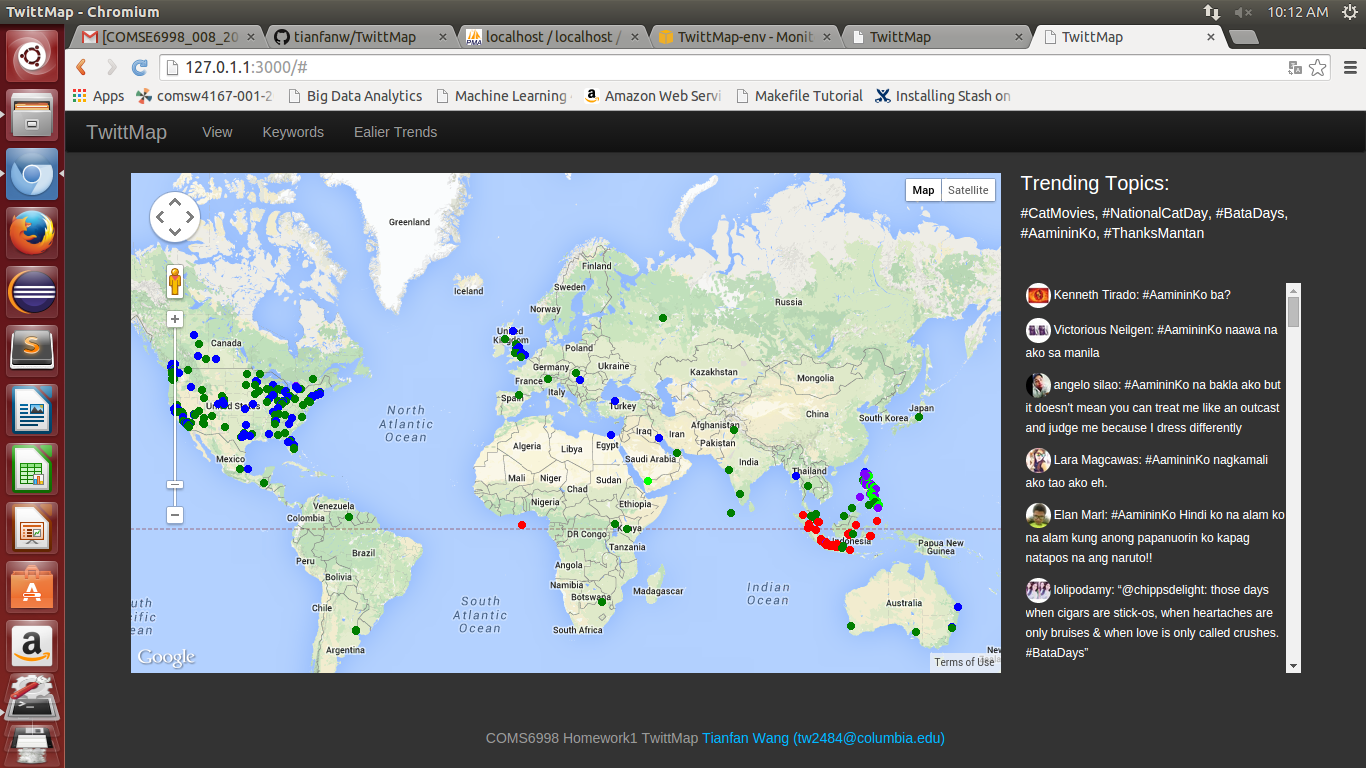 TwittMap - Chromium
10:12 AM
[COMSE6998_008_20
tianfanw/TwittMap
localhost / localhost /
TwittMap-env - Monit
TwittMap
TwittMap
127.0.1.1:3000/#
Apps
comsw4167-001-2
Big Data Analytics
Machine Learning
Amazon Web Servi
Makefile Tutorial
Installing Stash on
TwittMap
View
Keywords
Ealier Trends
Map
Satellite
Greenland
Iceland
Finland
Sweden
Norway
Russia
United
Kingdom
Canada
Poland
Germany
Ukraine
France
Kazakhstan
Mongolia
Italy
Spain
Turkey
United States
North
Atlantic
Ocean
China
South Korea
Japan
Afghanistan
Pakistan
Iraq
Iran
Algeria
Libya
Egypt
Saudi Arabia
India
Mexico
Mali
Niger
Chad
Sudan
Thailand
Nigeria
Ethiopia
Venezuela
Colombia
Kenya
DR Congo
Tanzania
Indonesia
Papua New
Guinea
Brazil
Peru
Angola
Bolivia
Namibia
Botswana
Madagascar
Indian
Ocean
Australia
Chile
South
Atlantic
Ocean
South Africa
uth
ific
ean
Argentina
Google
Terms of Use
Trending Topics:
#CatMovies, #NationalCatDay, #BataDays,
#AamininKo, #ThanksMantan
Kenneth Tirado: #AamininKo ba?
Victorious Neilgen: #AamininKo naawa na
ako sa manila
angelo silao: #AamininKo na bakla ako but
it doesn't mean you can treat me like an outcast
and judge me because I dress differently
Lara Magcawas: #AamininKo nagkamali
ako tao ako eh.
Elan Marl: #AamininKo Hindi ko na alam ko
na alam kung anong papanuorin ko kapag
natapos na ang naruto!!
lolipodamy: “@chippsdelight: those days
when cigars are stick-os, when heartaches are
only bruises & when love is only called crushes.
#BataDays”
COMS6998 Homework1 TwittMap Tianfan Wang (tw2484@columbia.edu)